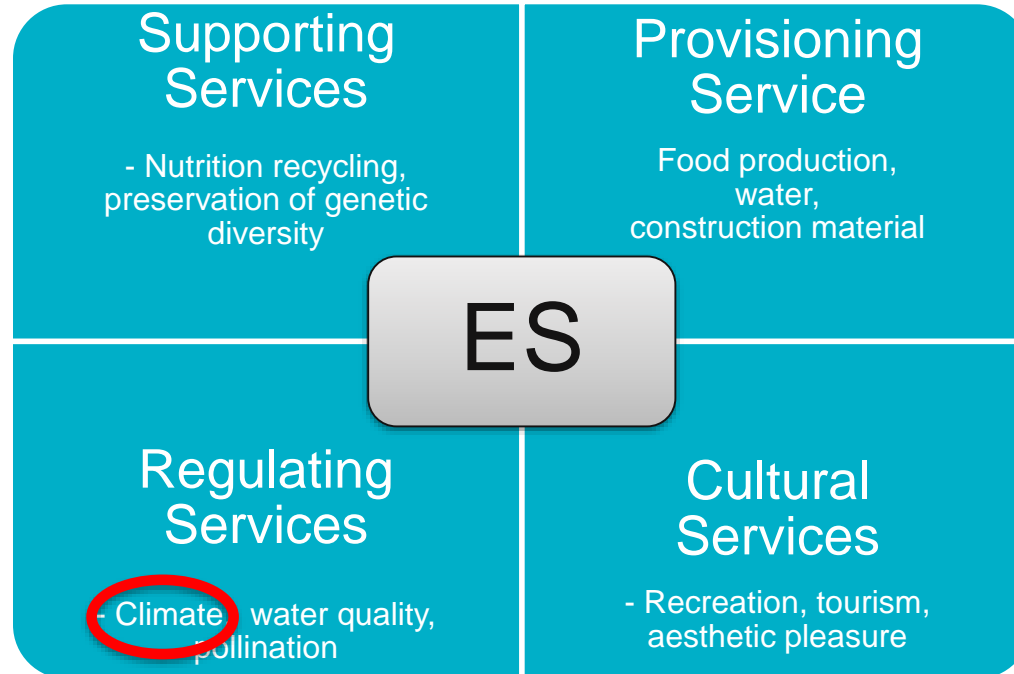 Supporting
Services
- Nutrition recycling,
preservation of genetic
diversity
Provisioning
Service
Food production,
water,
construction material
ES
Regulating
Services
- Climate, water quality,
pollination
Cultural
Services
- Recreation, tourism,
aesthetic pleasure